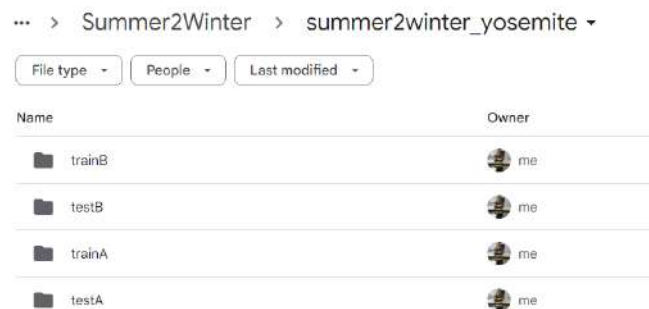 ... > Summer2Winter > summer2winter_yosemite
File type People Last modified
Name Owner
trainB me
testB me
trainA me
testA me